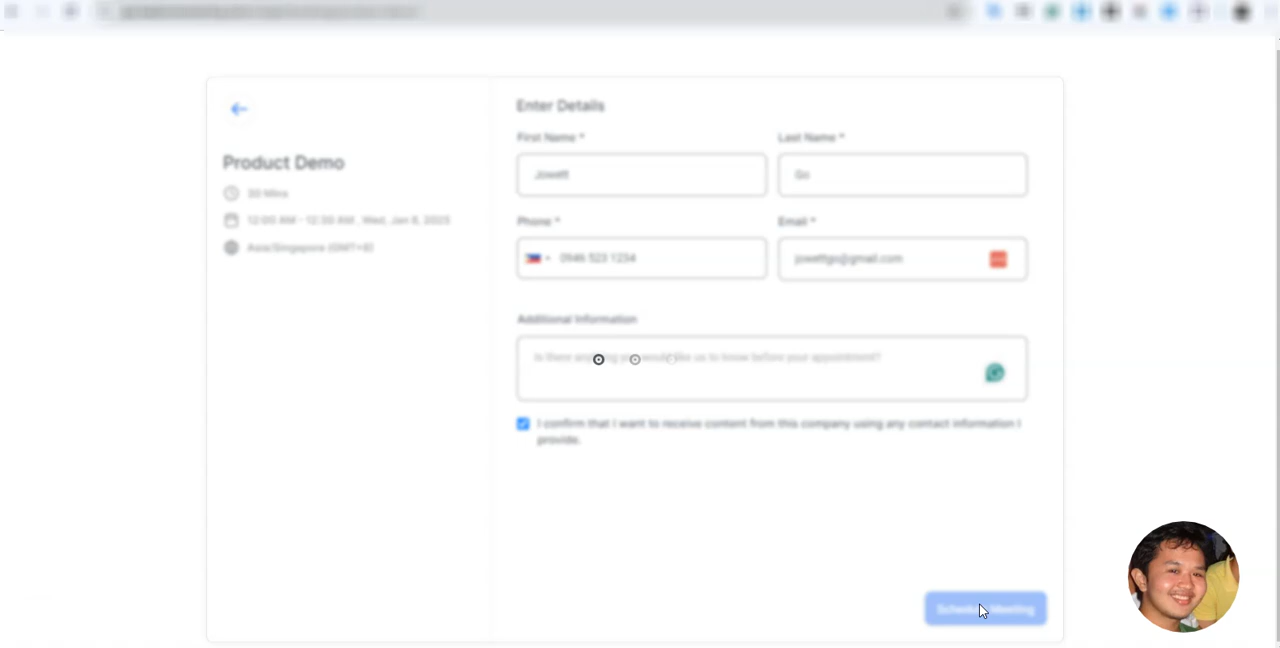 Enter Details
First Name *
Last Name *
Jowett
Go
Product Demo
30 Mins
12:00 AM - 12:30 AM , Wed, Jan 8, 2025
Asia/Singapore (GMT+8)
Phone *
Email *
0946 523 1234
jowettgo@gmail.com
Additional Information
Is there anything you would like us to know before your appointment?
I confirm that I want to receive content from this company using any contact information I
provide.
Schedule Meeting